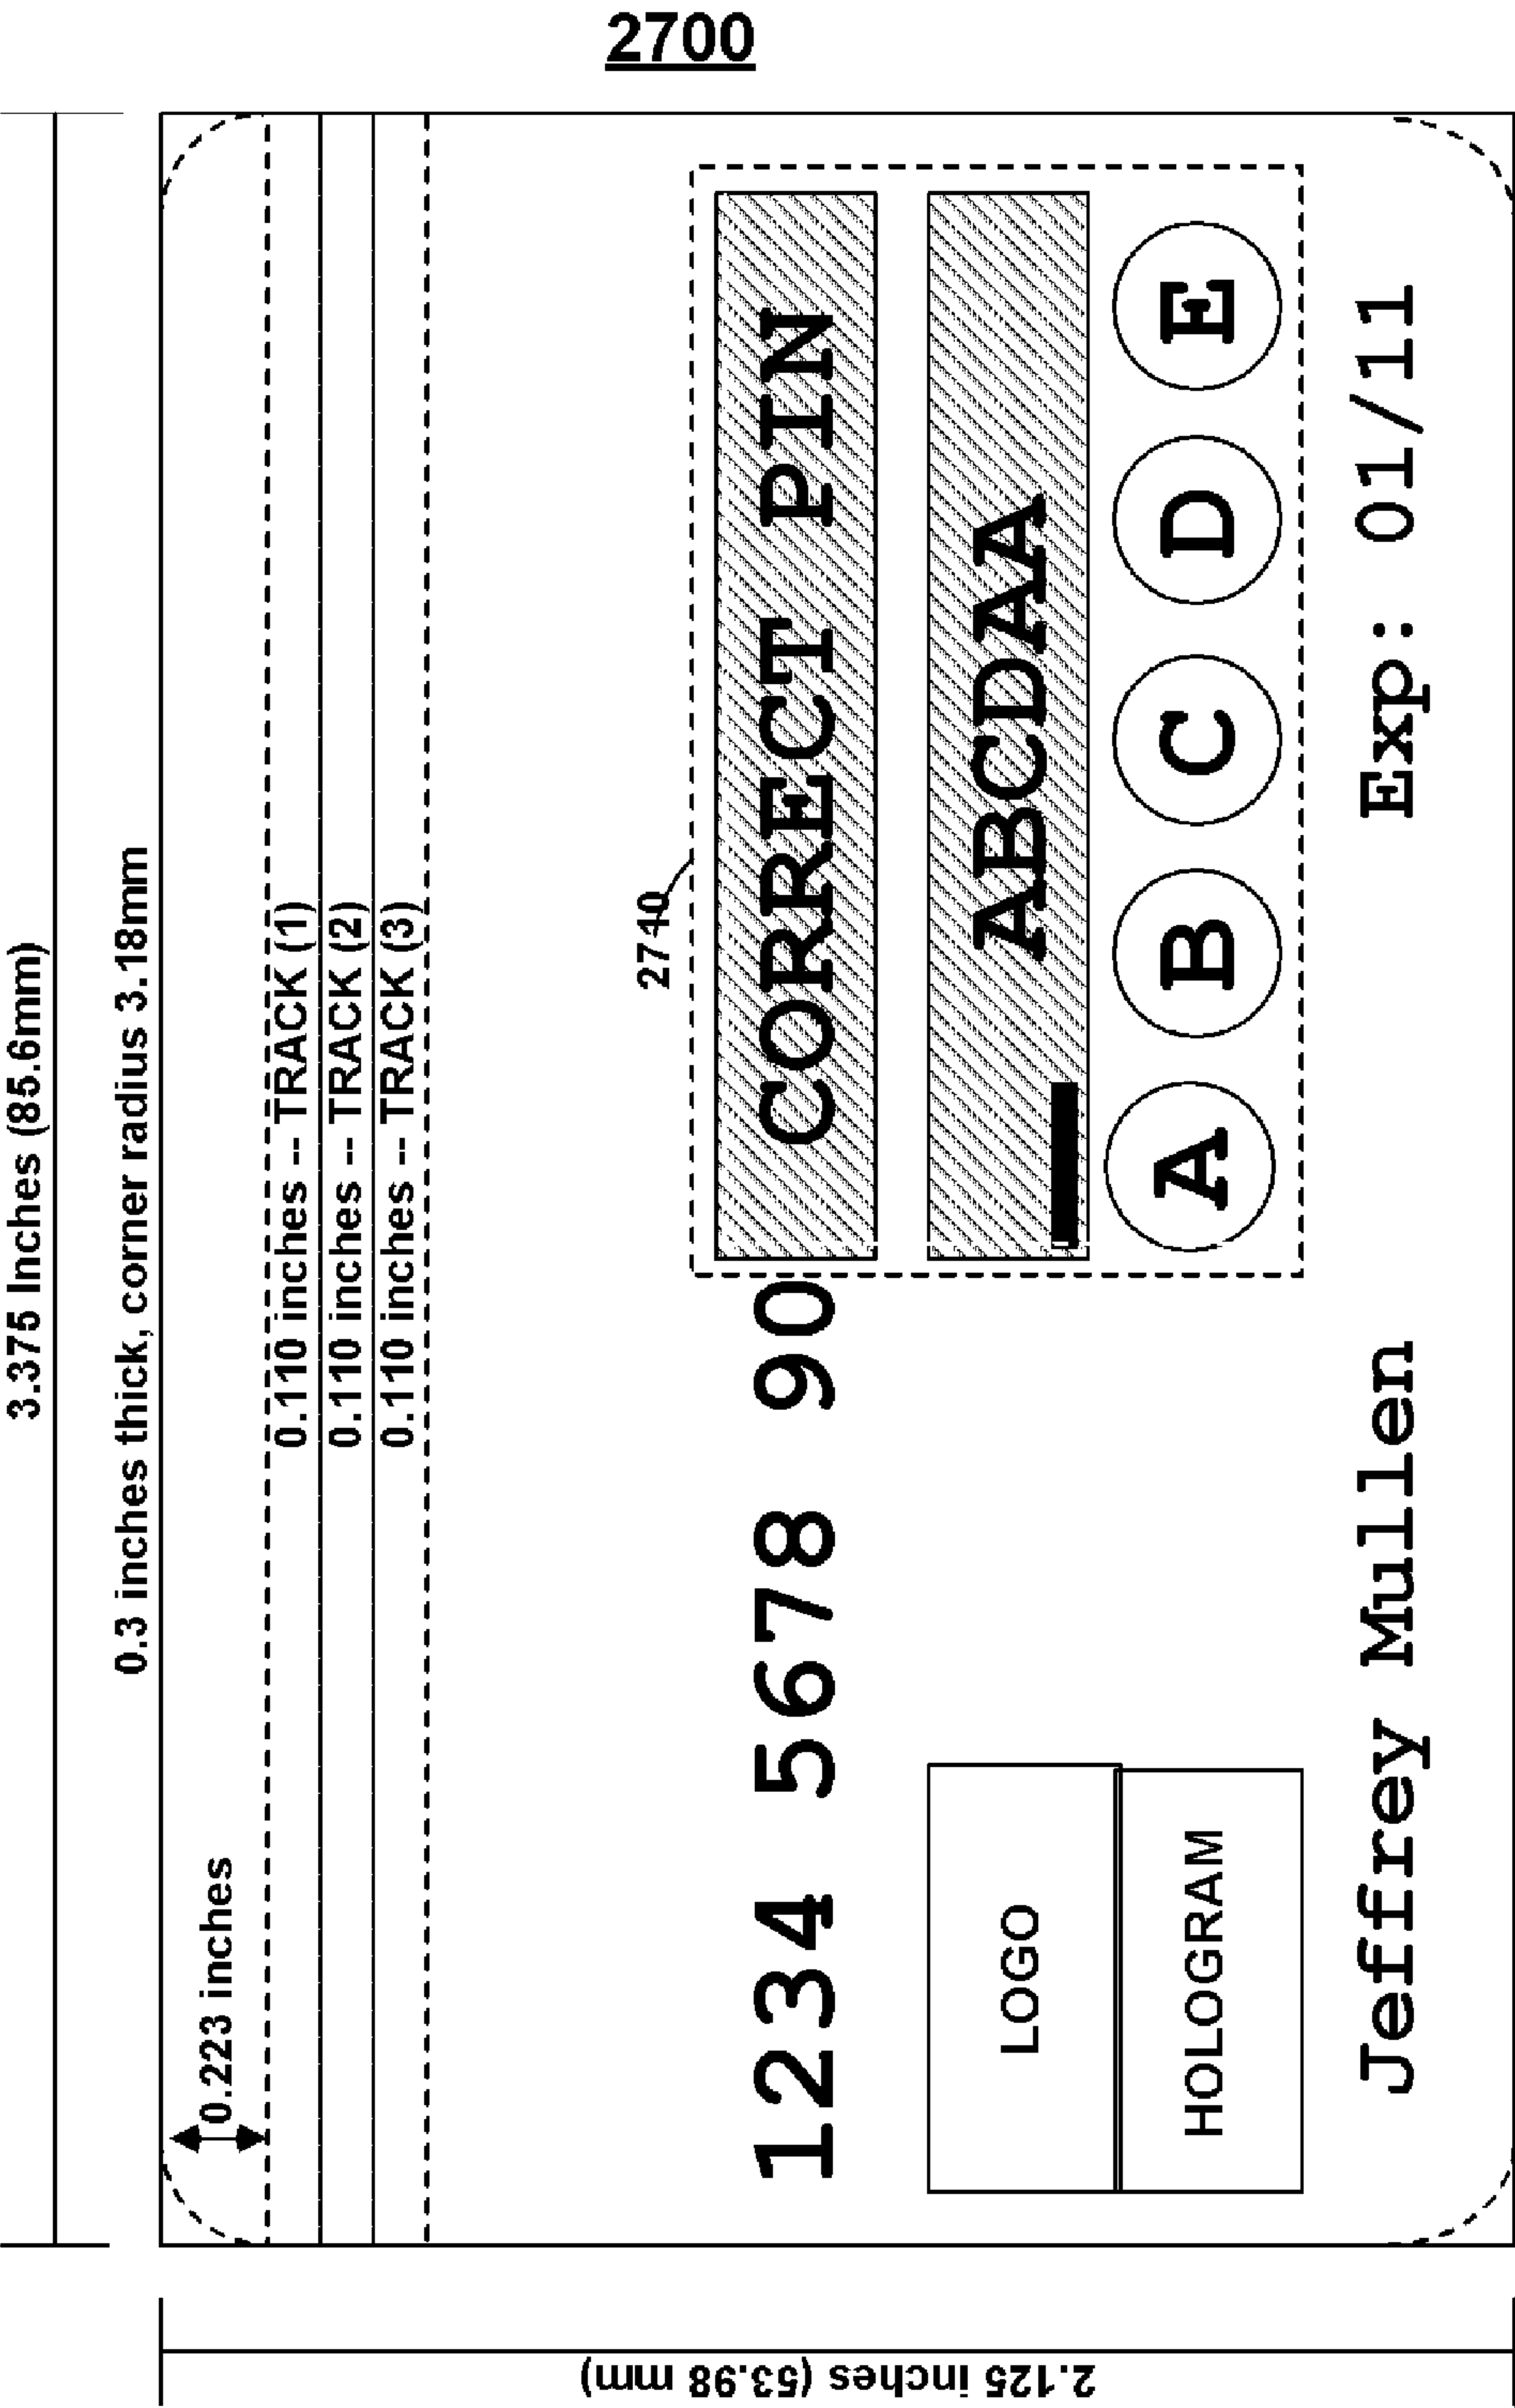 2700
3.375 Inches (85.6mm)
0.3 inches thick, corner radius 3.18mm
0.223 inches
0.110 inches -- TRACK (1)
0.110 inches -- TRACK (2)
0.110 inches -- TRACK (3)
2740
1234 5678 90
CORRECT PIN
ABCDAA
LOGO
HOLOGRAM
A B C D E
Jeffrey Mullen
Exp: 01/11
2.125 inches (53.98 mm)